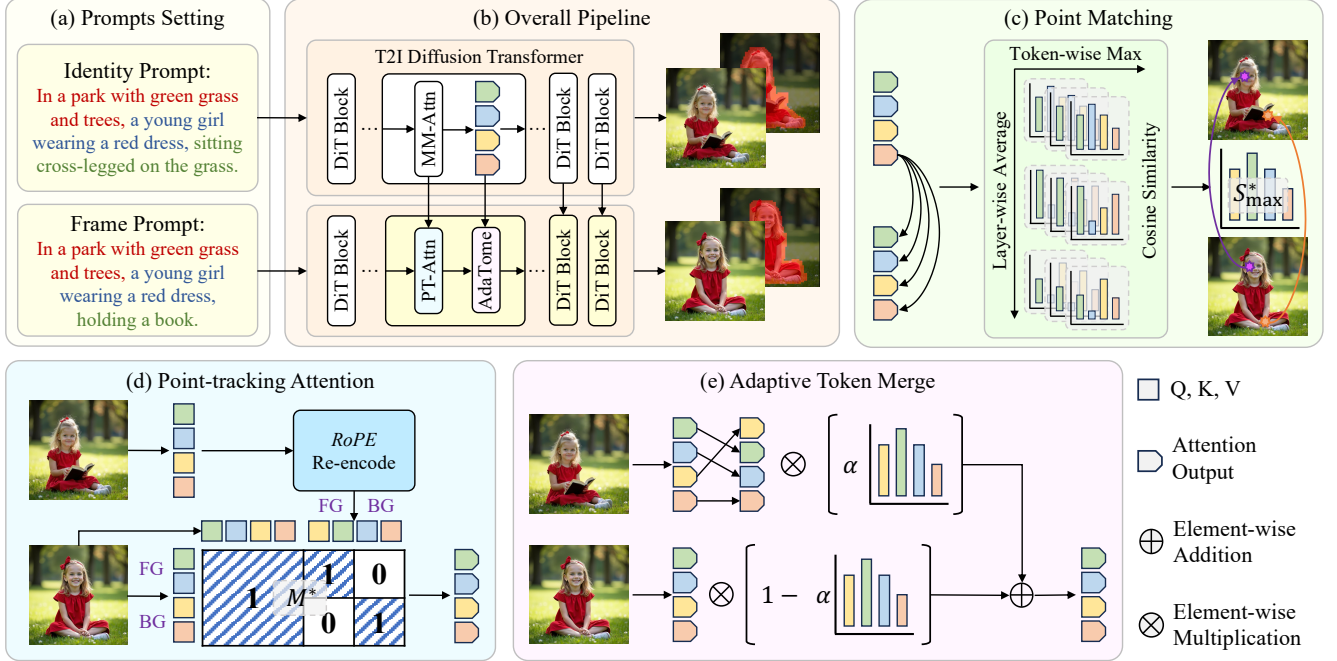 (a) Prompts Setting
Identity Prompt:
In a park with green grass
and trees, a young girl
wearing a red dress, sitting
cross-legged on the grass.
Frame Prompt:
In a park with green grass
and trees, a young girl
wearing a red dress,
holding a book.
(b) Overall Pipeline
T2I Diffusion Transformer
DiT Block
...
MM-Attn
...
DiT Block
DiT Block
DiT Block
...
PT-Attn
AdaTome
...
DiT Block
DiT Block
(c) Point Matching
Token-wise Max
Layer-wise Average
Cosine Similarity
S*max
(d) Point-tracking Attention
RoPE
Re-encode
FG BG
FG
BG
1 M* 1 0
0 1
(e) Adaptive Token Merge
α
1 − α
Q, K, V
Attention
Output
Element-wise
Addition
Element-wise
Multiplication